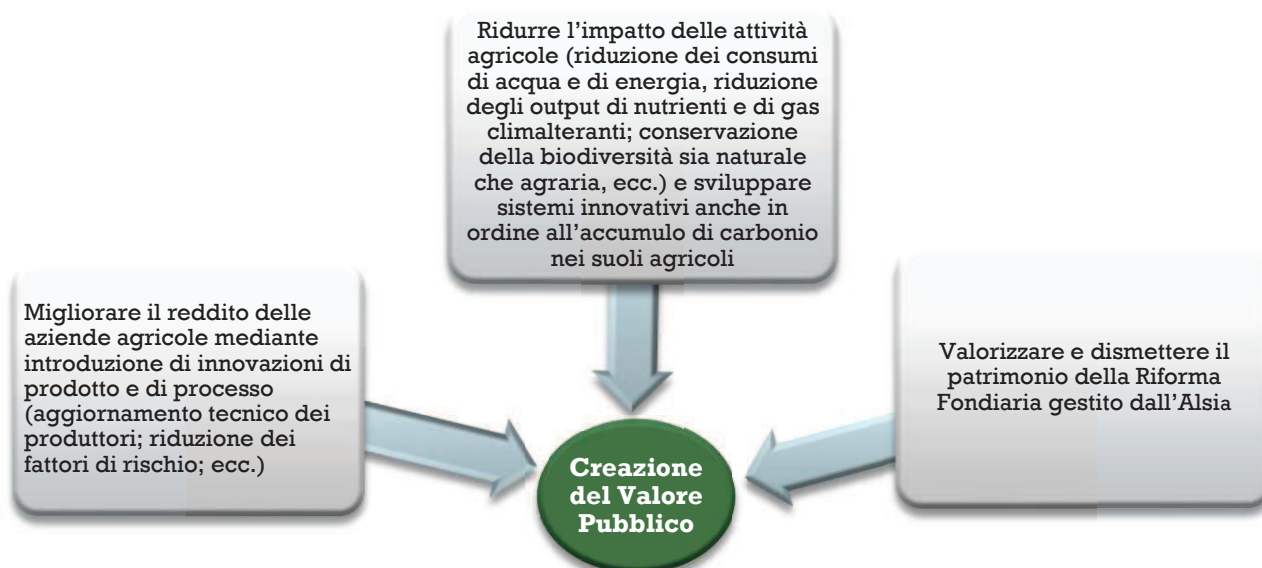 Ridurre l’impatto delle attività
agricole (riduzione dei consumi
di acqua e di energia, riduzione
degli output di nutrienti e di gas
climalteranti; conservazione
della biodiversità sia naturale
che agraria, ecc.) e sviluppare
sistemi innovativi anche in
ordine all’accumulo di carbonio
nei suoli agricoli
Migliorare il reddito delle
aziende agricole mediante
introduzione di innovazioni di
prodotto e di processo
(aggiornamento tecnico dei
produttori; riduzione dei
fattori di rischio; ecc.)
Valorizzare e dismettere il
patrimonio della Riforma
Fondiaria gestito dall’Alsia
Creazione
del Valore
Pubblico